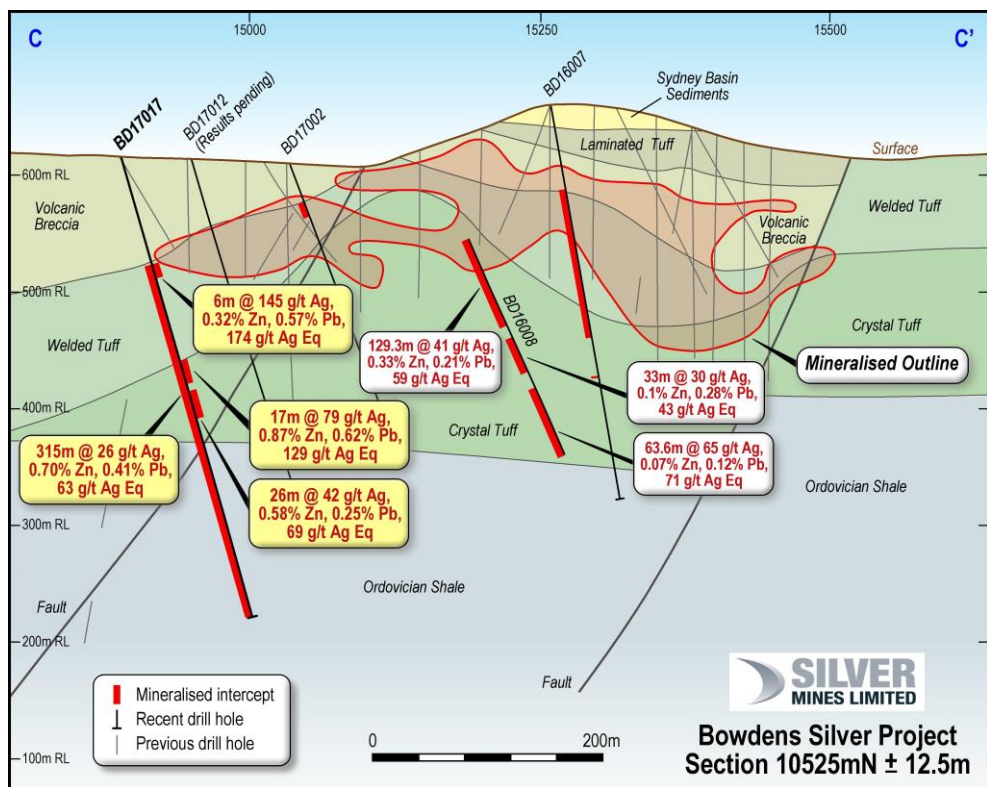 C
15000
15250
15500
C'
BD17017
BD17012
(Results pending)
BD17002
BD16007
Sydney Basin
Sediments
Laminated Tuff
Surface
600m RL
Volcanic
Breccia
Volcanic
Breccia
Welded Tuff
500m RL
6m @ 145 g/t Ag,
0.32% Zn, 0.57% Pb,
174 g/t Ag Eq
BD16008
Crystal Tuff
Welded Tuff
129.3m @ 41 g/t Ag,
0.33% Zn, 0.21% Pb,
59 g/t Ag Eq
Mineralised Outline
33m @ 30 g/t Ag,
0.1% Zn, 0.28% Pb,
43 g/t Ag Eq
400m RL
17m @ 79 g/t Ag,
0.87% Zn, 0.62% Pb,
129 g/t Ag Eq
Crystal Tuff
315m @ 26 g/t Ag,
0.70% Zn, 0.41% Pb,
63 g/t Ag Eq
63.6m @ 65 g/t Ag,
0.07% Zn, 0.12% Pb,
71 g/t Ag Eq
Ordovician Shale
26m @ 42 g/t Ag,
0.58% Zn, 0.25% Pb,
69 g/t Ag Eq
300m RL
Ordovician Shale
Fault
200m RL
Fault
Mineralised intercept
Recent drill hole
Previous drill hole
0
200m
SILVER
MINES LIMITED
Bowdens Silver Project
Section 10525mN ± 12.5m
100m RL